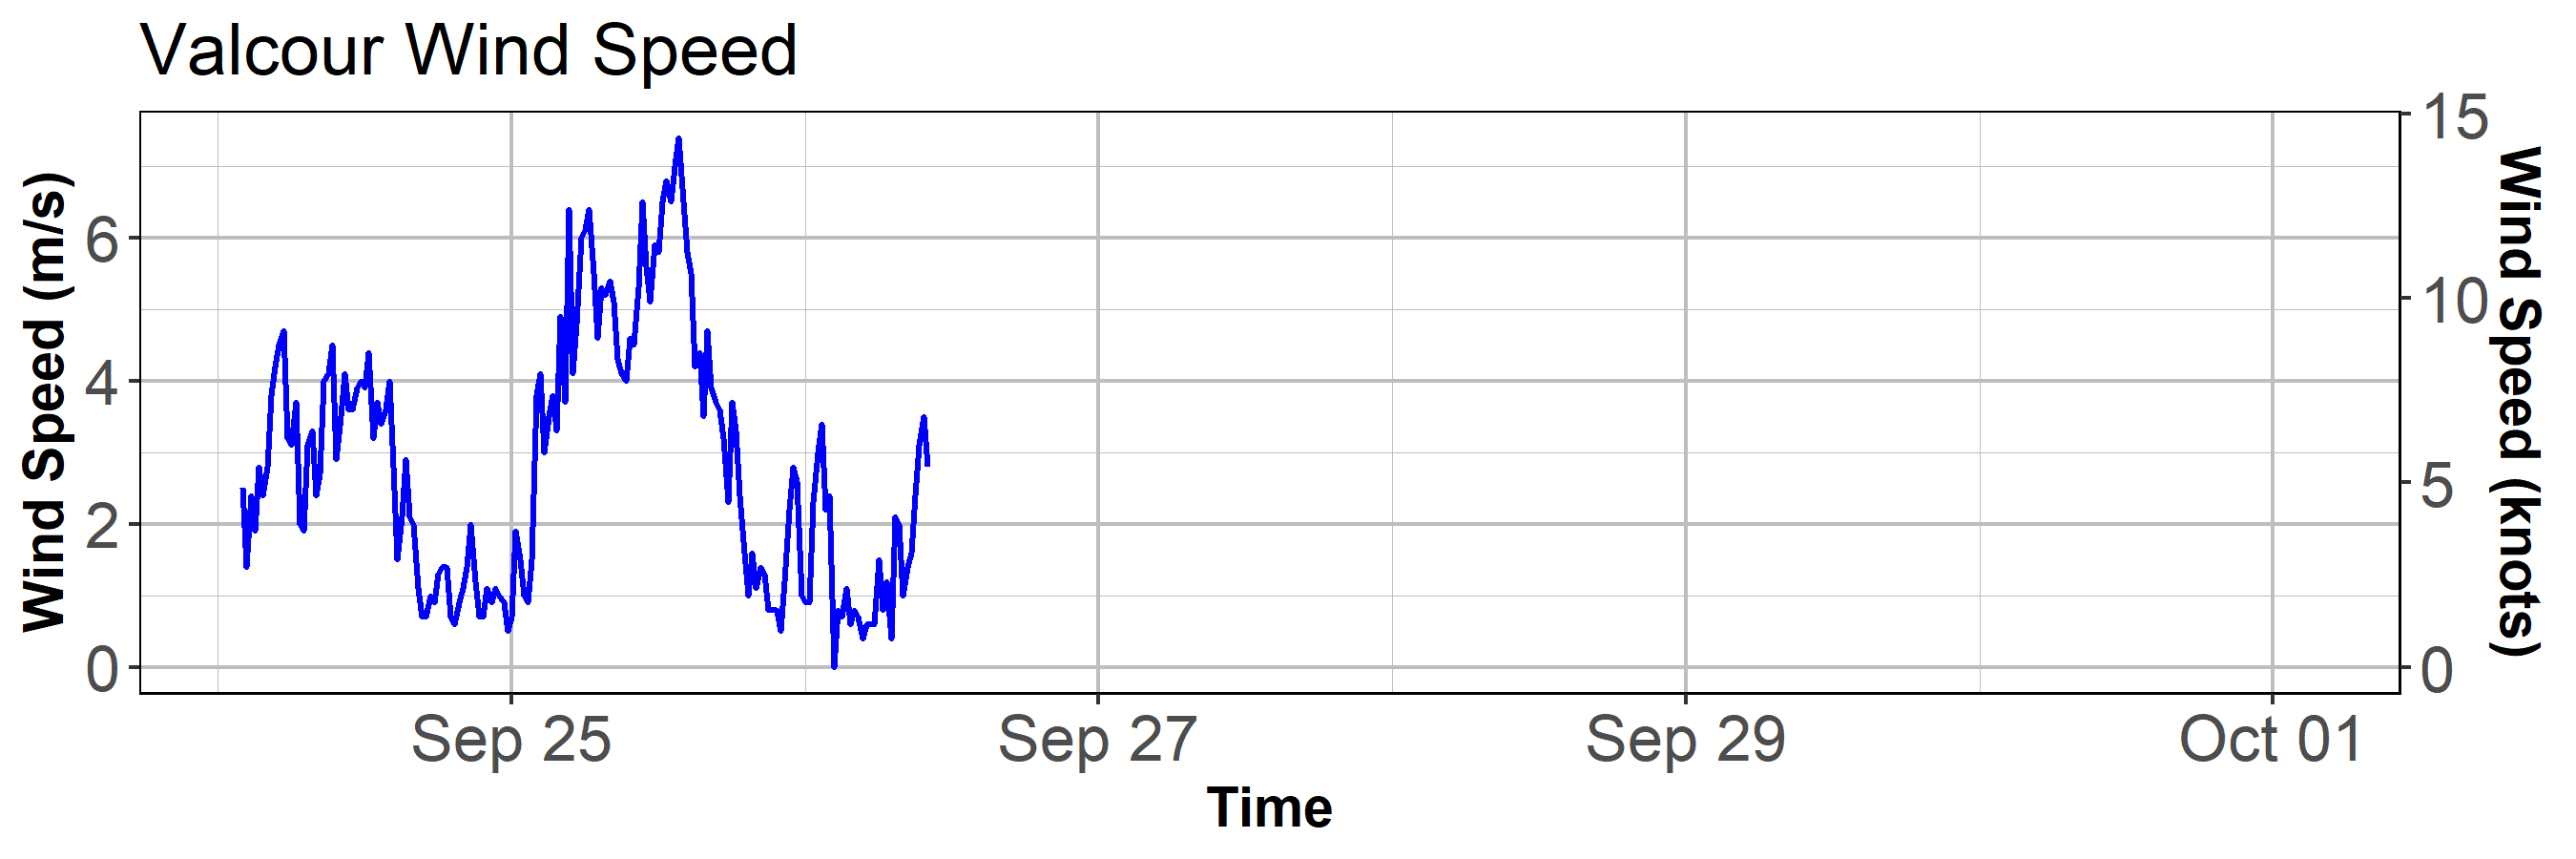 Valcour Wind Speed
Wind Speed (m/s)
6
4
2
0
15
10
5
0
Wind Speed (knots)
Sep 25
Sep 27
Sep 29
Oct 01
Time